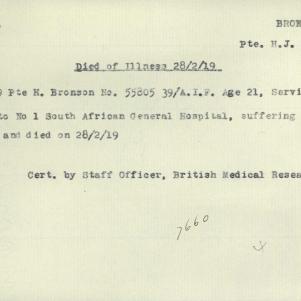 BRON
Pte. H.J.
Died of Illness 28/2/19
9 Pte H. Bronson No. 55805 39/A.I.F. Age 21, Servi
to No 1 South African General Hospital, suffering
and died on 28/2/19
Cert. by Staff Officer, British Medical Resea
7660